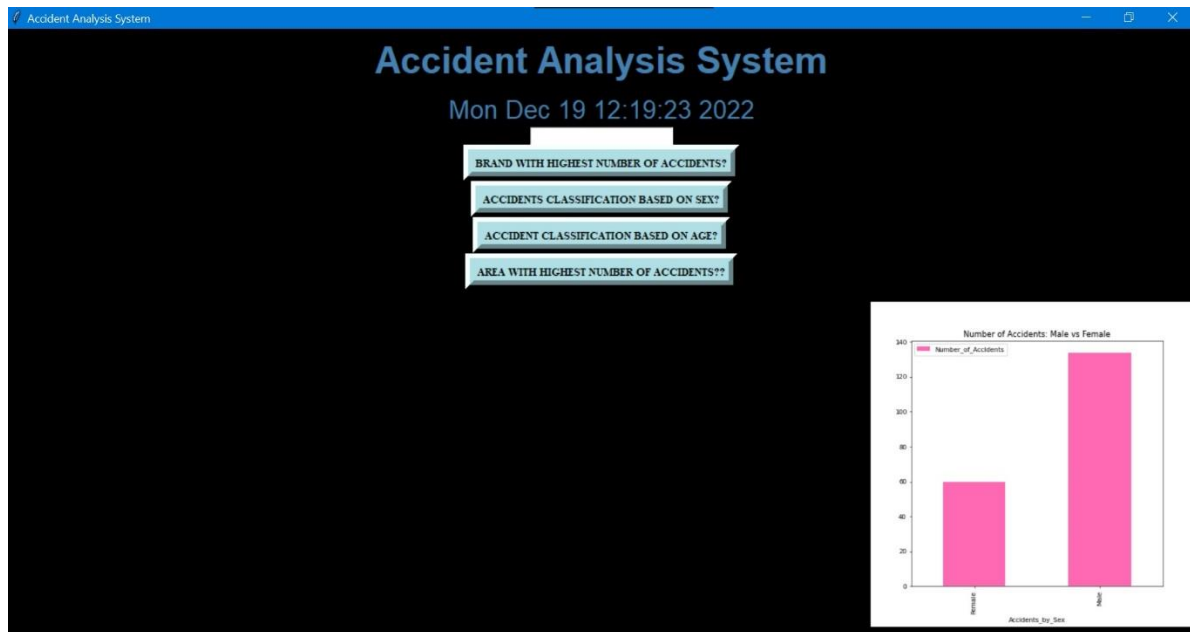 Accident Analysis System
Accident Analysis System
Mon Dec 19 12:19:23 2022
BRAND WITH HIGHEST NUMBER OF ACCIDENTS?
ACCIDENTS CLASSIFICATION BASED ON SEX?
ACCIDENT CLASSIFICATION BASED ON AGE?
AREA WITH HIGHEST NUMBER OF ACCIDENTS??
Number of Accidents: Male vs Female
Number_of_Accidents
140
120
100
80
60
40
20
0
Female
Male
Accidents_by_Sex